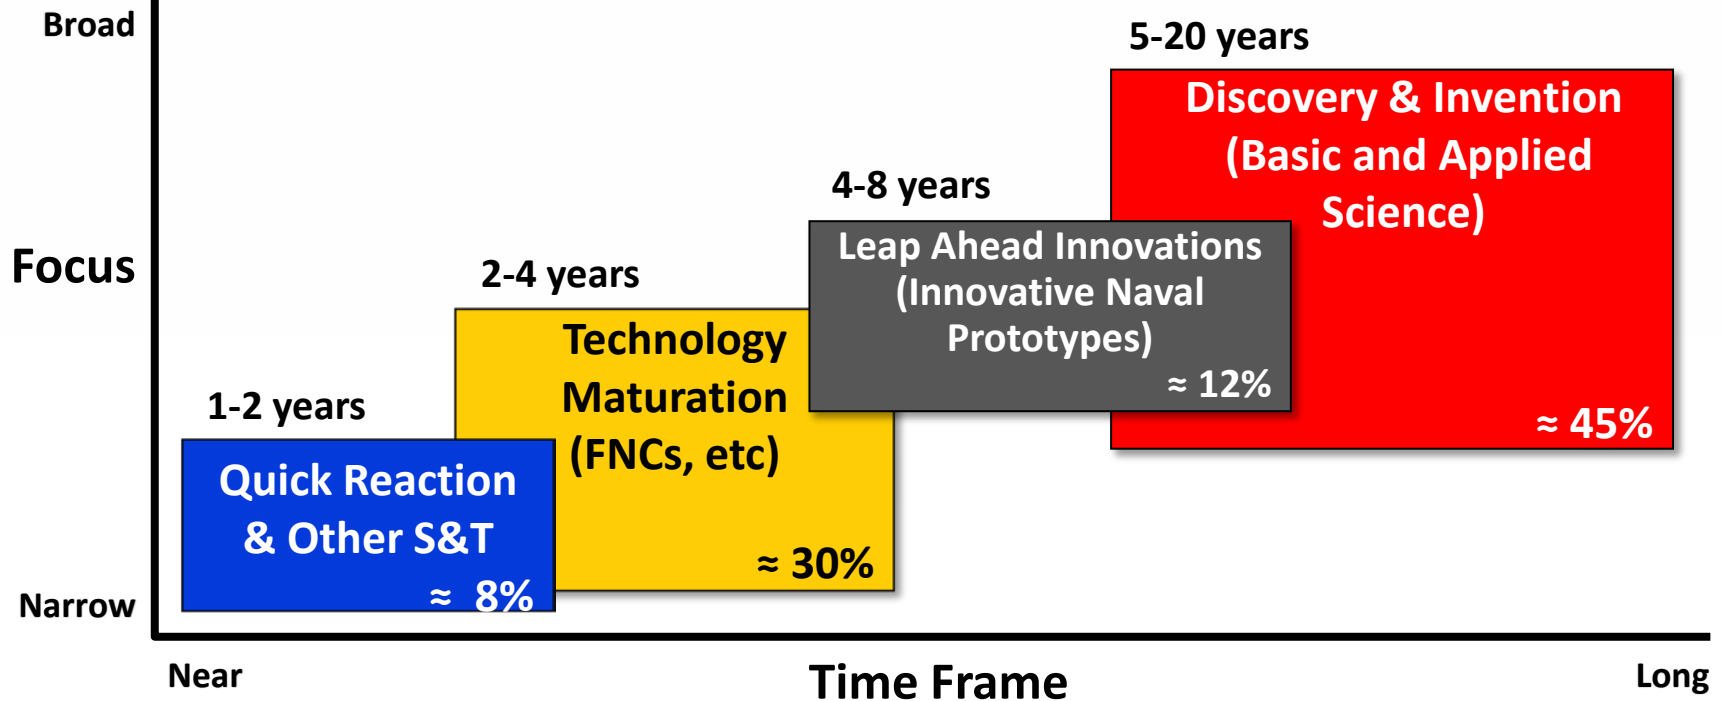 Broad
5-20 years
Discovery & Invention
(Basic and Applied
Science)
≈ 45%
4-8 years
Leap Ahead Innovations
(Innovative Naval
Prototypes)
≈ 12%
Focus
2-4 years
Technology
Maturation
(FNCs, etc)
≈ 30%
1-2 years
Quick Reaction
& Other S&T
≈ 8%
Narrow
Near
Time Frame
Long